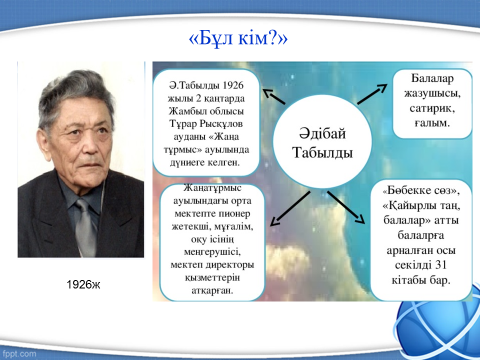 «Бұл кім?»
Ә.Табылды 1926
жылы 2 қаңтарда
Жамбыл облысы
Тұрар Рысқұлов
ауданы «Жаңа
тұрмыс» ауылында
дүниеге келген.
Балалар
жазушысы,
сатирик,
ғалым.
Әдібай
Табылды
Жаңатұрмыс
ауылындағы орта
мектепте пионер
жетекші, мұғалім,
оқу ісінің
меңгерушісі,
мектеп директоры
қызметтерін
атқарған.
«Бөбекке сөз»,
«Қайырлы таң,
балалар» атты
балаларға
арналған осы
секілді 31
кітабы бар.
1926ж
fppt.com